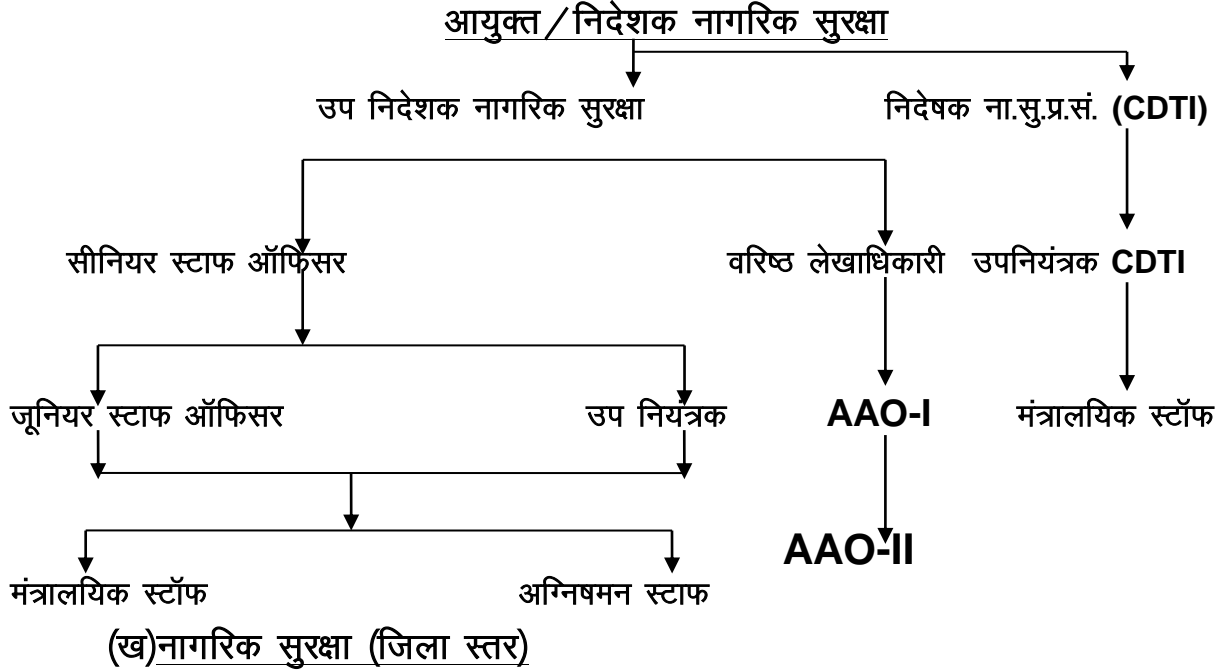 आयुक्त/निदेशक नागरिक सुरक्षा
उप निदेशक नागरिक सुरक्षा निदेषक ना.सु.प्र.सं. (CDTI)
सीनियर स्टाफ ऑफिसर वरिष्ठ लेखाधिकारी उपनियंत्रक CDTI
जूनियर स्टाफ ऑफिसर उप नियंत्रक AAO-I मंत्रालयिक स्टॉफ
AAO-II
मंत्रालयिक स्टॉफ अग्निषमन स्टाफ
(ख)नागरिक सुरक्षा (जिला स्तर)